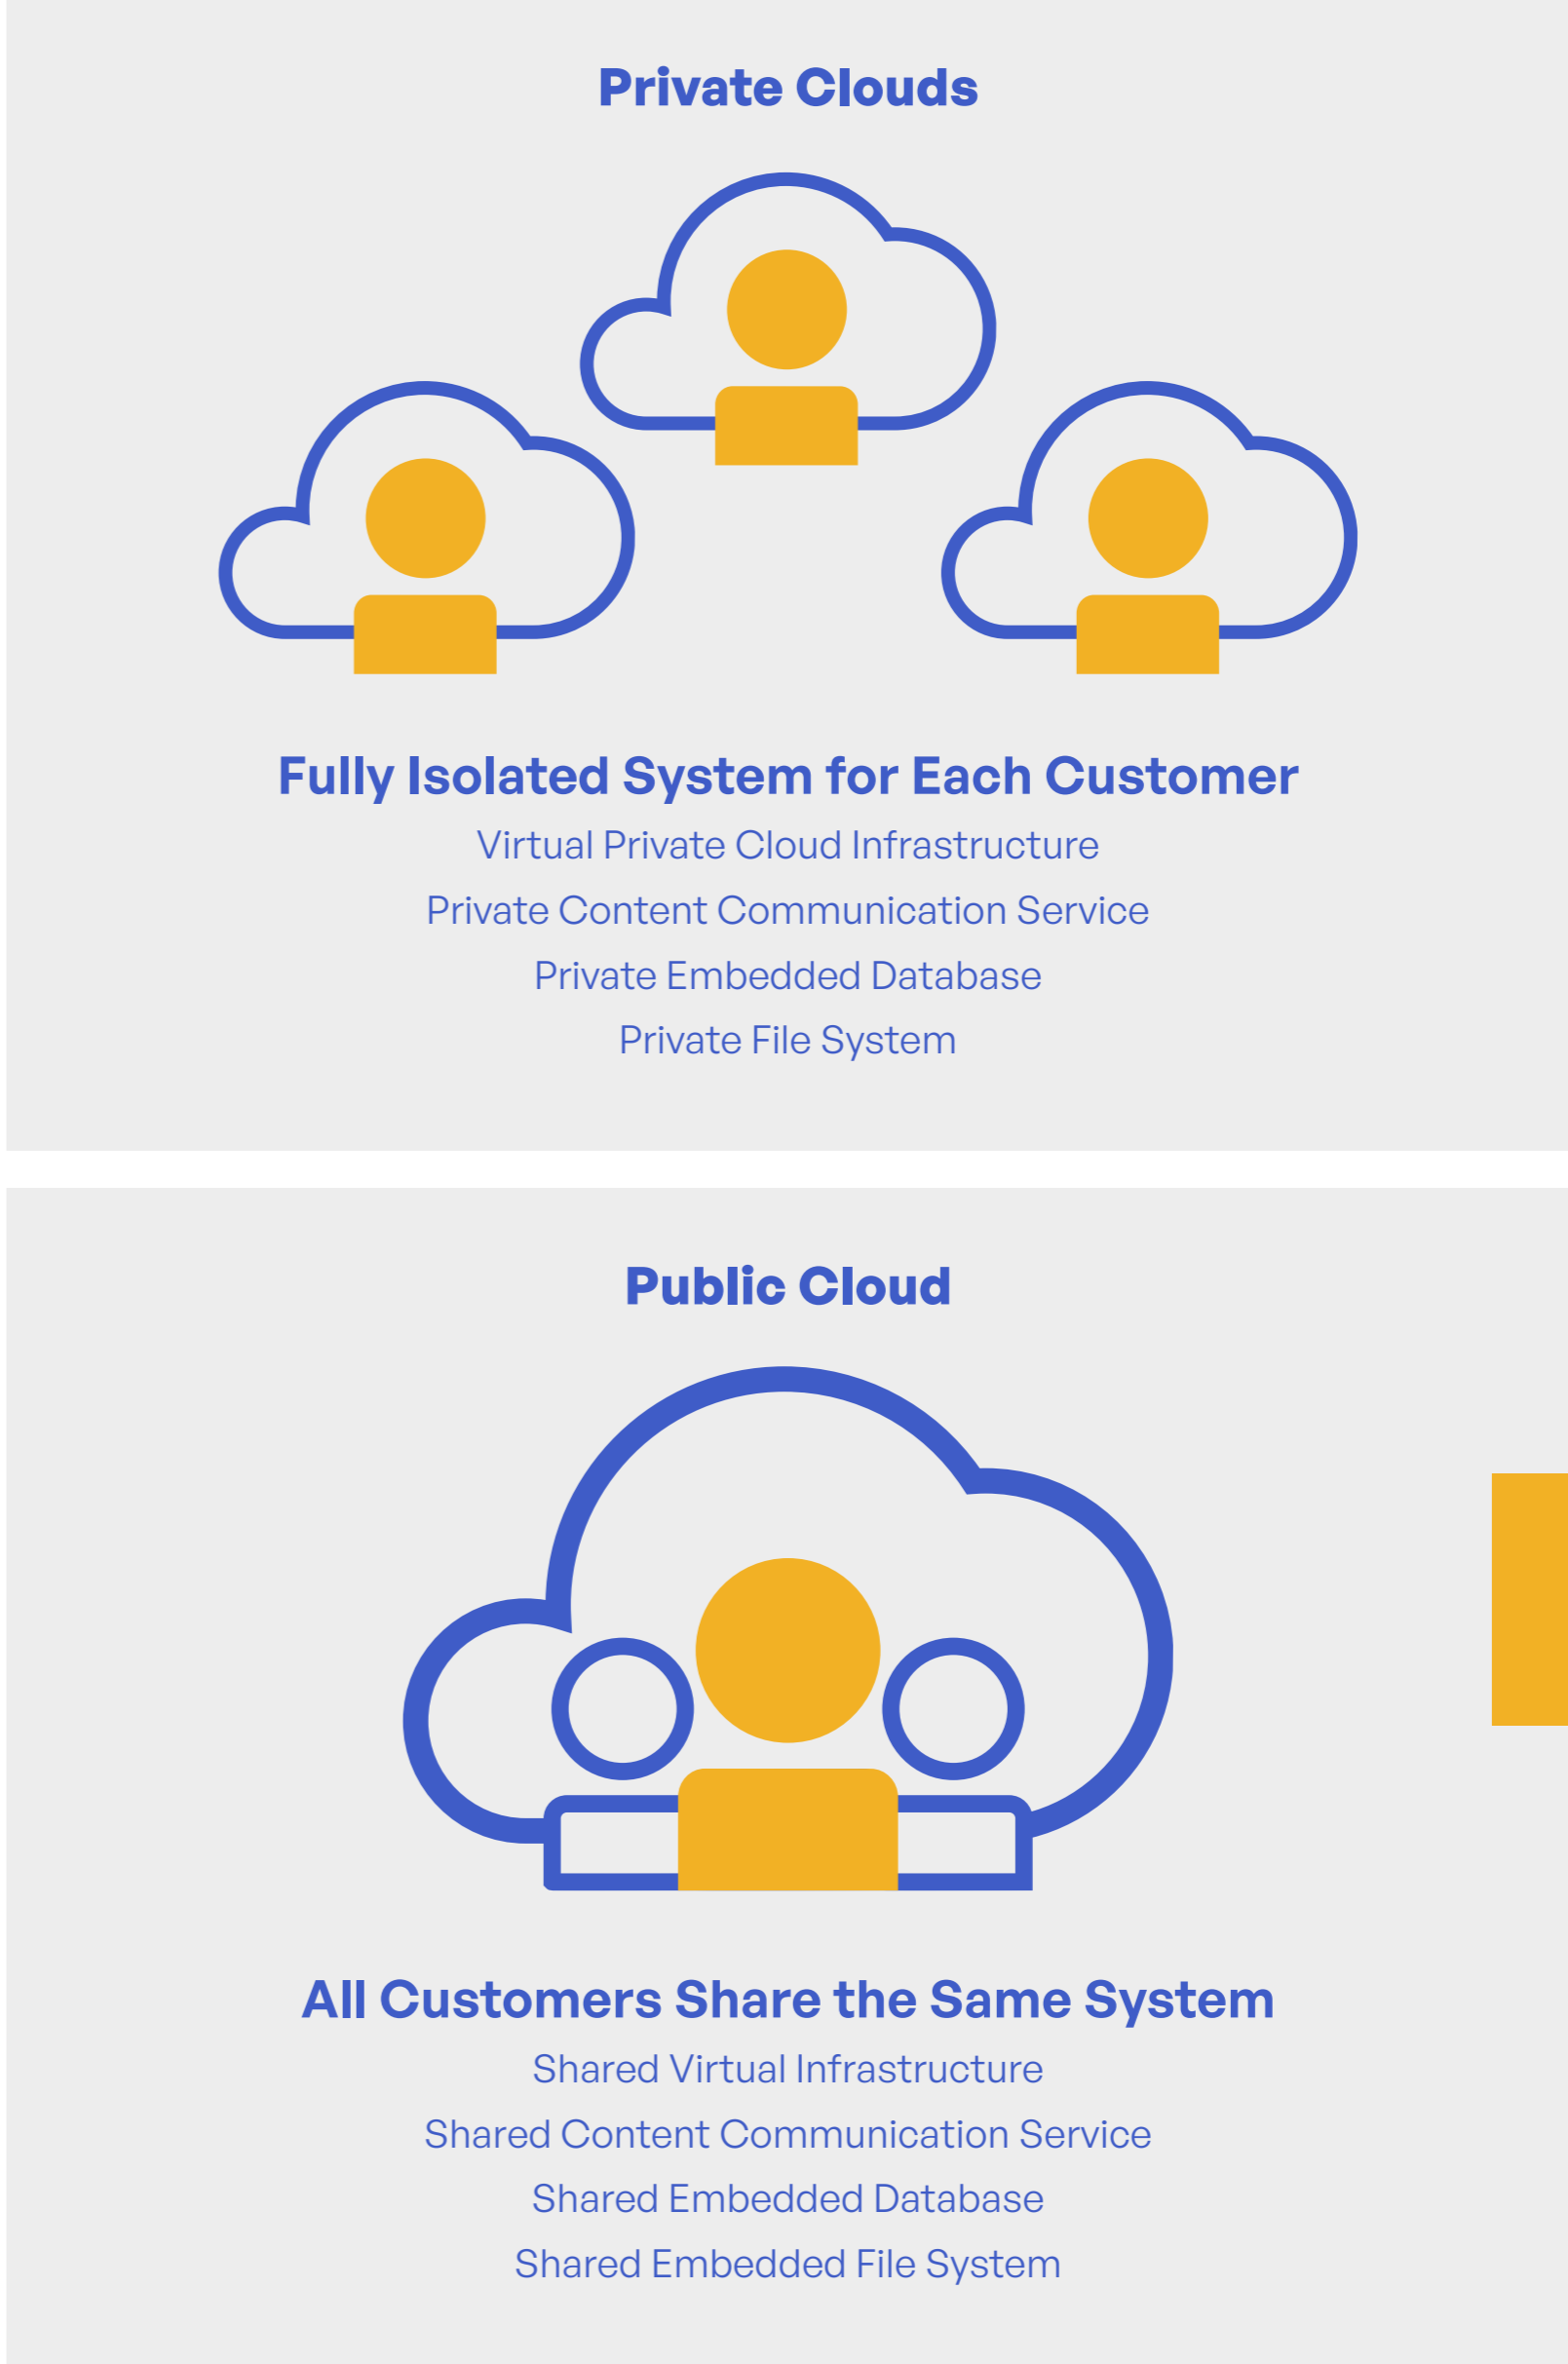 Private Clouds
Fully Isolated System for Each Customer
Virtual Private Cloud Infrastructure
Private Content Communication Service
Private Embedded Database
Private File System
Public Cloud
All Customers Share the Same System
Shared Virtual Infrastructure
Shared Content Communication Service
Shared Embedded Database
Shared Embedded File System